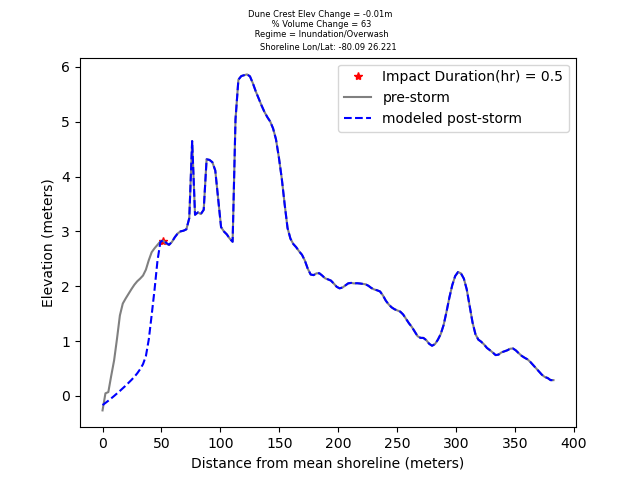 Dune Crest Elev Change = -0.01m
% Volume Change = 63
Regime = Inundation/Overwash
Shoreline Lon/Lat: -80.09 26.221
Impact Duration(hr) = 0.5
pre-storm
modeled post-storm
6
5
4
3
2
1
0
Elevation (meters)
0 50 100 150 200 250 300 350 400
Distance from mean shoreline (meters)